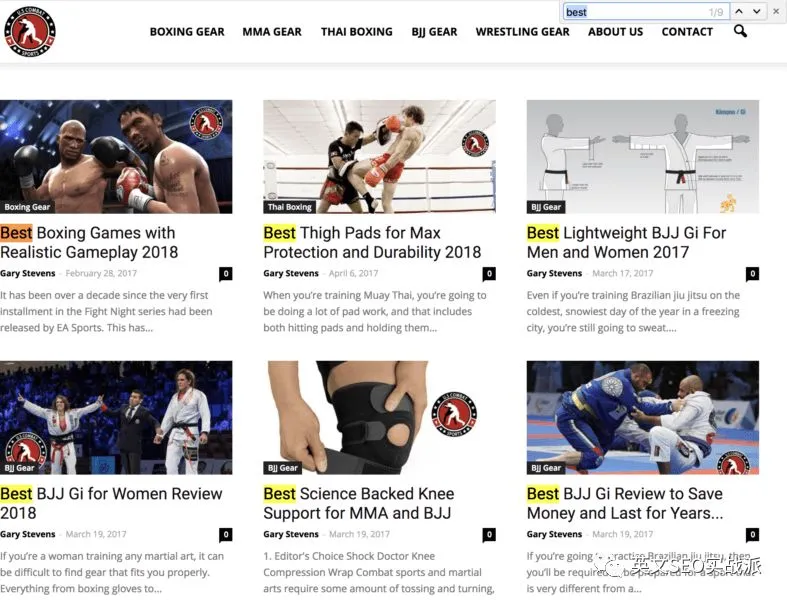 best 1/9
U.S. COMBAT SPORTS
BOXING GEAR MMA GEAR THAI BOXING BJJ GEAR WRESTLING GEAR ABOUT US CONTACT
Kimono / Gi
Boxing Gear
Thai Boxing
BJJ Gear
Best Boxing Games with
Realistic Gameplay 2018
Gary Stevens - February 28, 2017 0
It has been over a decade since the very first
installment in the Fight Night series had been
released by EA Sports. This has...
Best Thigh Pads for Max
Protection and Durability 2018
Gary Stevens - April 6, 2017 0
When you're training Muay Thai, you're going to
be doing a lot of pad work, and that includes
both hitting pads and holding them...
Best Lightweight BJJ Gi For
Men and Women 2017
Gary Stevens - March 17, 2017 0
Even if you're training Brazilian jiu jitsu on the
coldest, snowiest day of the year in a freezing
city, you're still going to sweat....
BJJ Gear
BJJ Gear
BJJ Gear
Best BJJ Gi for Women Review
2018
Gary Stevens - March 19, 2017 0
If you're a woman training any martial art, it can
be difficult to find gear that fits you properly.
Everything from boxing gloves to...
Best Science Backed Knee
Support for MMA and BJJ
Gary Stevens - March 19, 2017 0
1. Editor's Choice Shock Doctor Knee
Compression Wrap Combat sports and martial
arts require some amount of tossing and turning,
Best BJJ Gi Review to Save
Money and Last for Years...
Gary Stevens - March 19, 2017 0
If you're going to practice Brazilian jiu jitsu, then
you'll be required to be prepared for a sport that
is very different from a...
英文SEO实战派